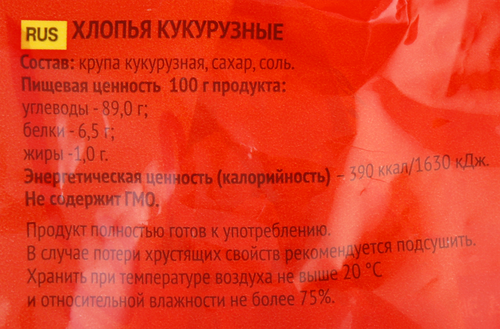 RUS ХЛОПЬЯ КУКУРУЗНЫЕ
Состав: крупа кукурузная, сахар, соль.
Пищевая ценность 100 г продукта:
углеводы - 89,0 г;
белки - 6,5 г;
жиры -1,0 г.
Энергетическая ценность (калорийность) – 390 ккал/1630 кДж.
Не содержит ГМО.
Продукт полностью готов к употреблению.
В случае потери хрустящих свойств рекомендуется подсушить.
Хранить при температуре воздуха не выше 20 °C
и относительной влажности не более 75%.